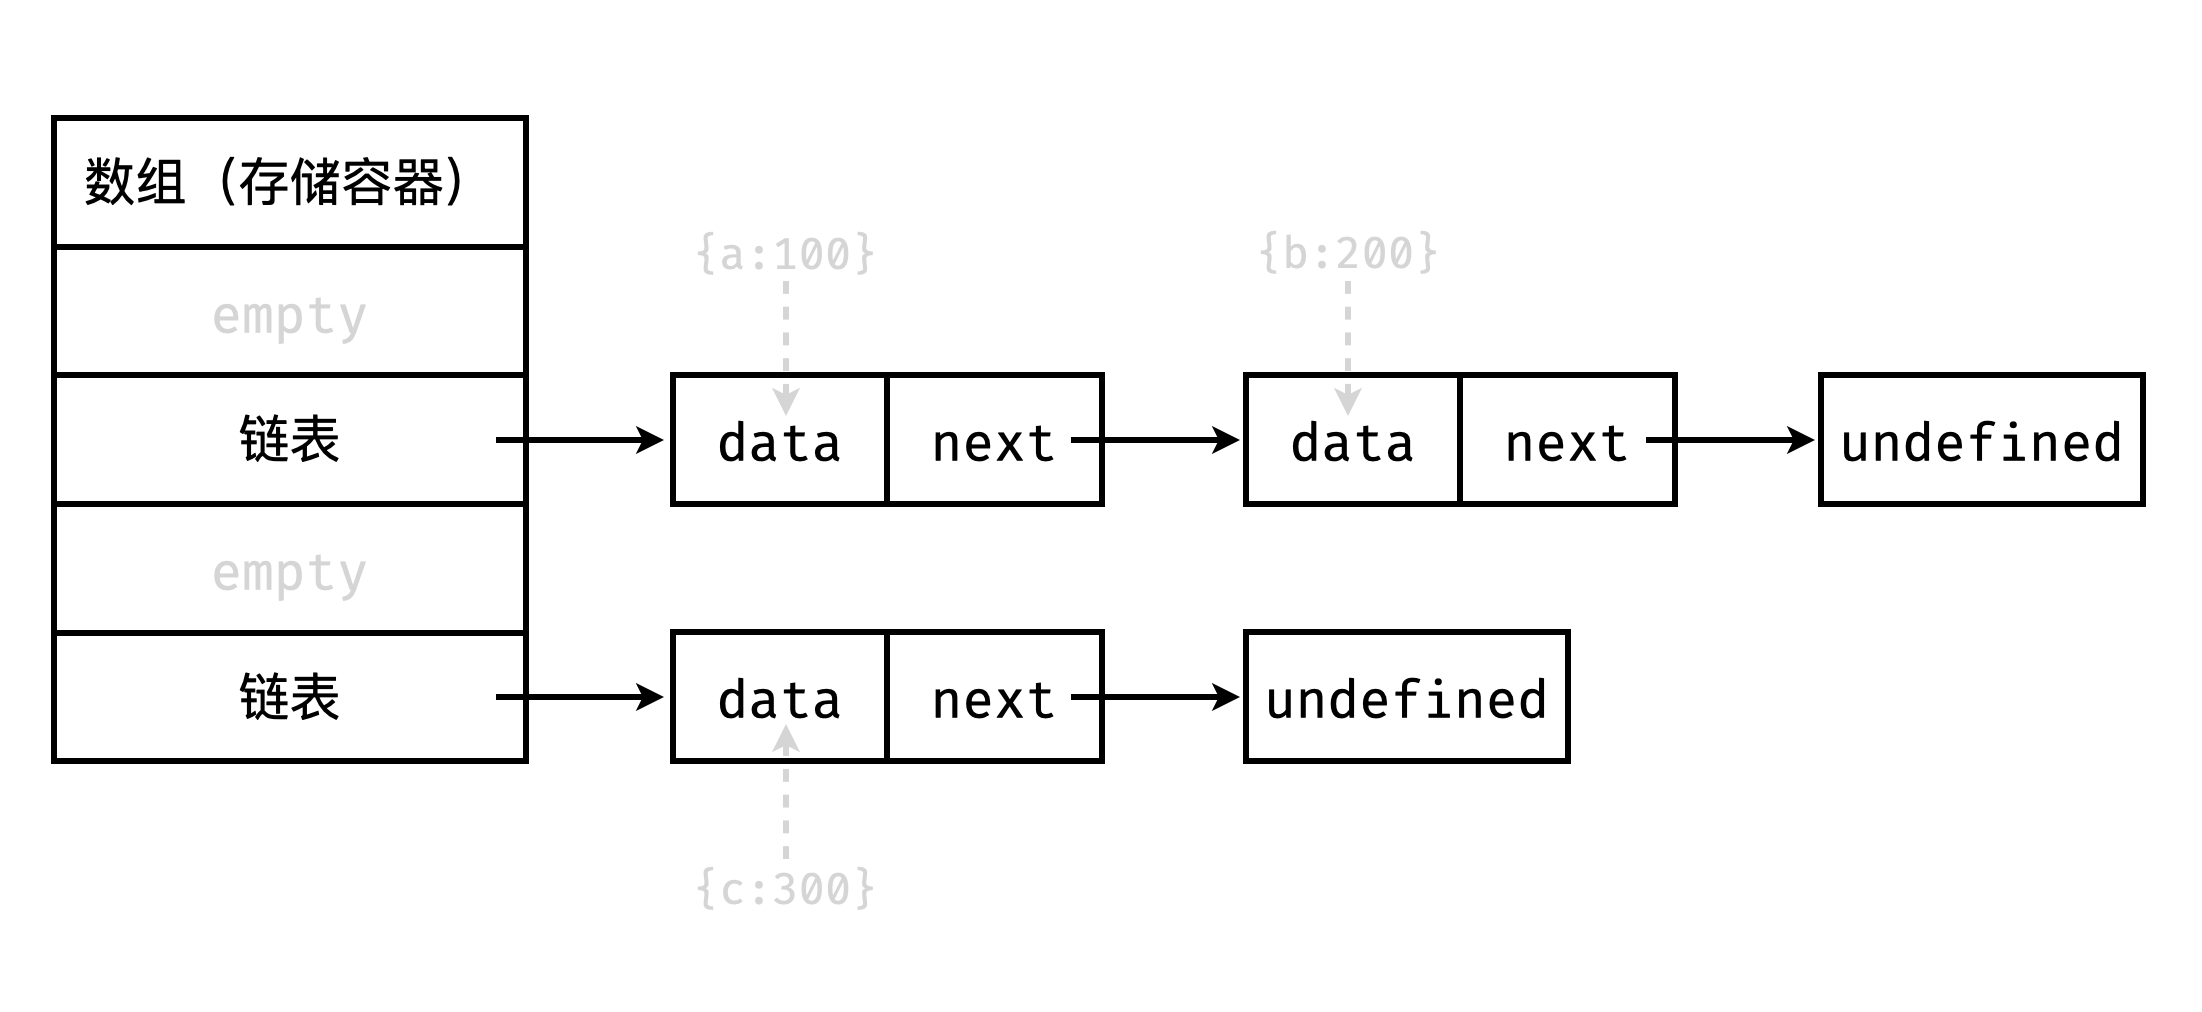 数组（存储容器）
{a:100} {b:200}
empty
链表 data next data next undefined
empty
链表 data next undefined
{c:300}